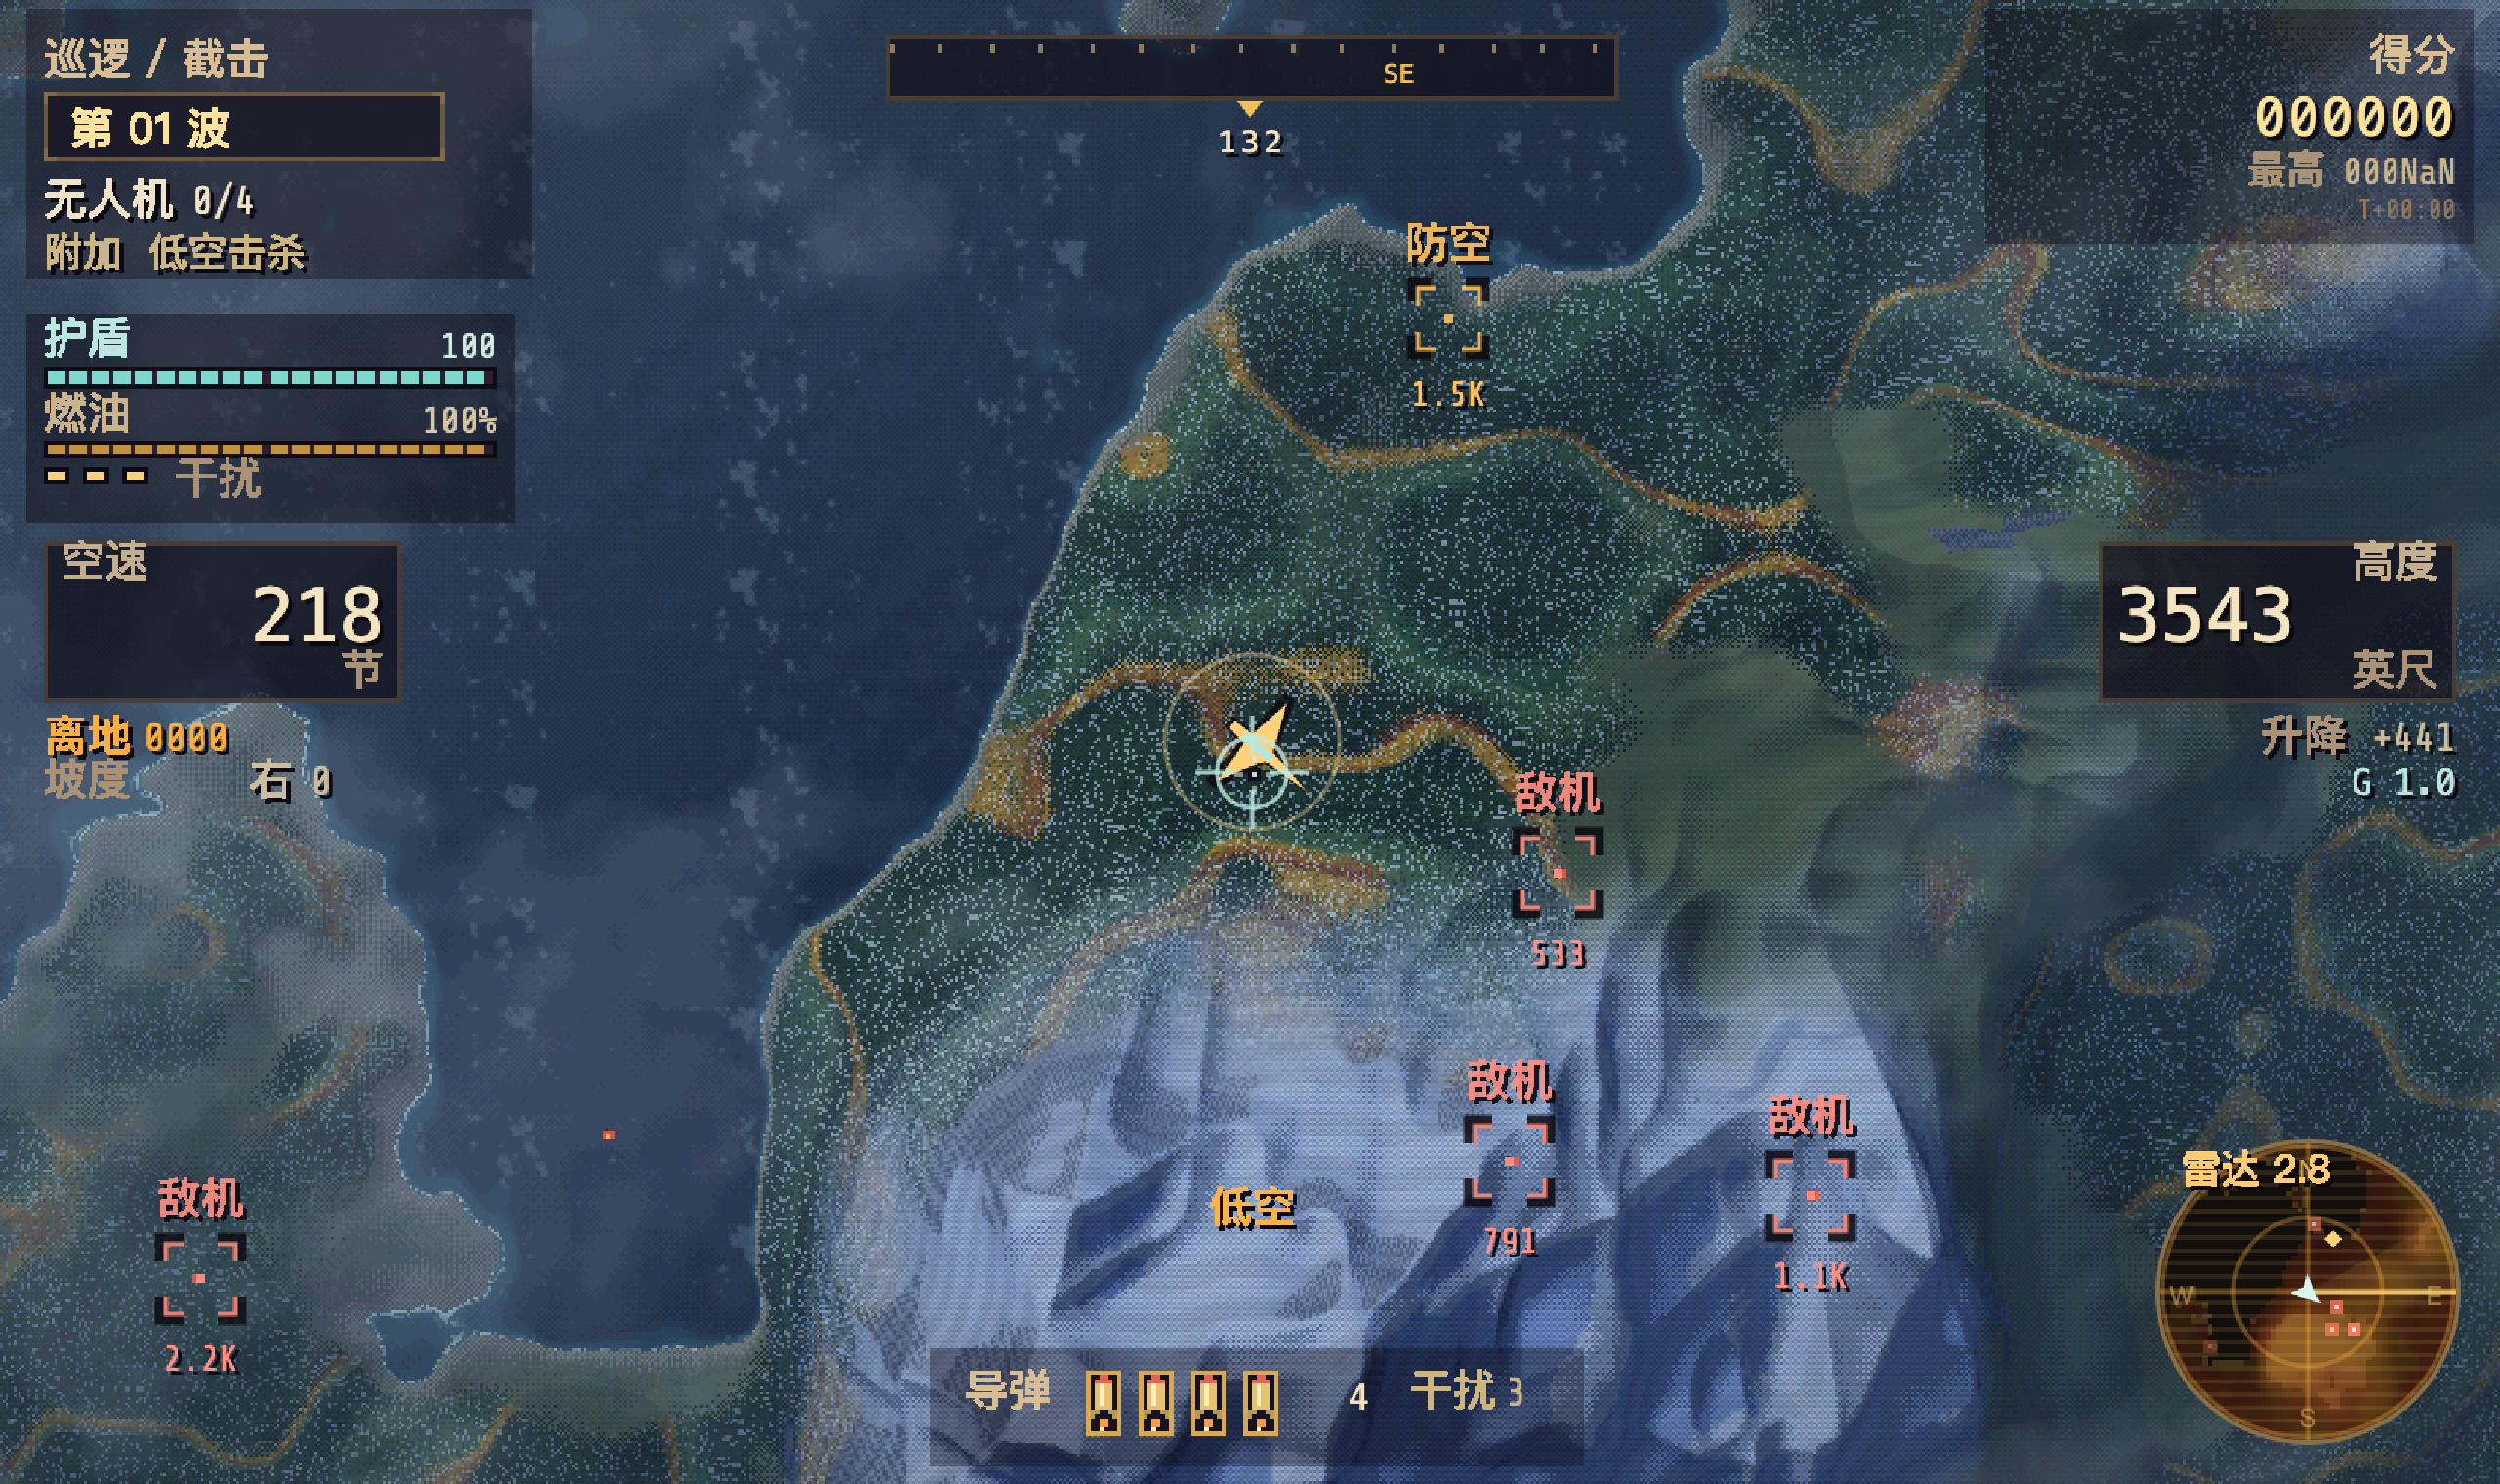 巡逻 / 截击
第 01 波
无人机 0/4
附加 低空击杀
护盾 100
燃油 100%
干扰
空速
218
节
离地 0000
坡度 右 0
SE
132
得分
000000
最高 000NaN
T+00:00
高度
3543
英尺
升降 +441
G 1.0
防空
1.5K
敌机
533
敌机
791
敌机
1.1K
敌机
2.2K
低空
导弹 4 干扰 3
雷达 2.8
N
W E
S